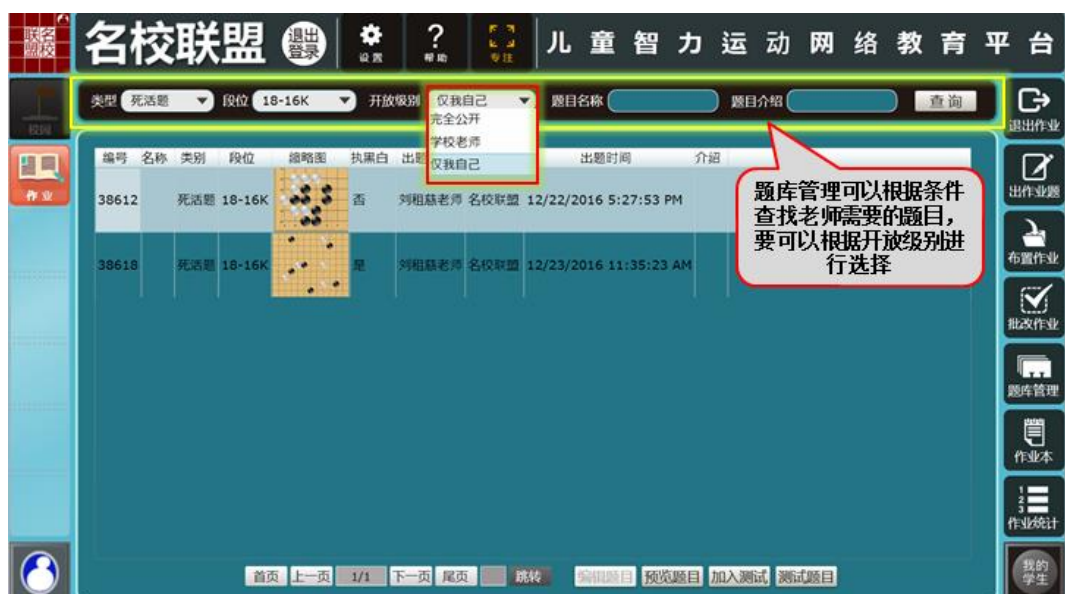 联名
盟校
名校联盟
退出
登录
设置
帮助
专注
儿童智力运动网络教育平台
类型 死活题 段位 18-16K 开放级别 仅我自己 题目名称 题目介绍 查询
完全公开
学校老师
仅我自己
编号 名称 类别 段位 缩略图 执黑白 出题 出题时间 介绍
38612 死活题 18-16K 否 刘租慈老师 名校联盟 12/22/2016 5:27:53 PM
38618 死活题 18-16K 是 刘租慈老师 名校联盟 12/23/2016 11:35:23 AM
题库管理可以根据条件
查找老师需要的题目，
要可以根据开放级别进
行选择
校园
作业
退出作业
出作业题
布置作业
批改作业
题库管理
作业本
1
2
3
作业统计
我的
学生
首页 上一页 1/1 下一页 尾页 跳转 编辑题目 预览题目 加入测试 测试题目